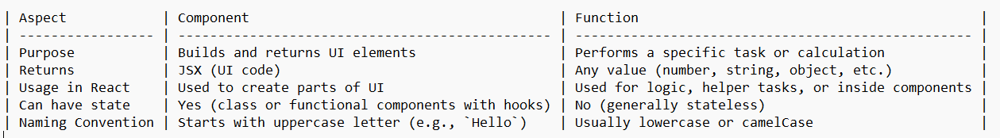 | Aspect            | Component                                       | Function                                           |
| ----------------- | ----------------------------------------------- | -------------------------------------------------- |
| Purpose           | Builds and returns UI elements                  | Performs a specific task or calculation            |
| Returns           | JSX (UI code)                                   | Any value (number, string, object, etc.)           |
| Usage in React    | Used to create parts of UI                      | Used for logic, helper tasks, or inside components |
| Can have state    | Yes (class or functional components with hooks) | No (generally stateless)                           |
| Naming Convention | Starts with uppercase letter (e.g., `Hello`)    | Usually lowercase or camelCase                     |